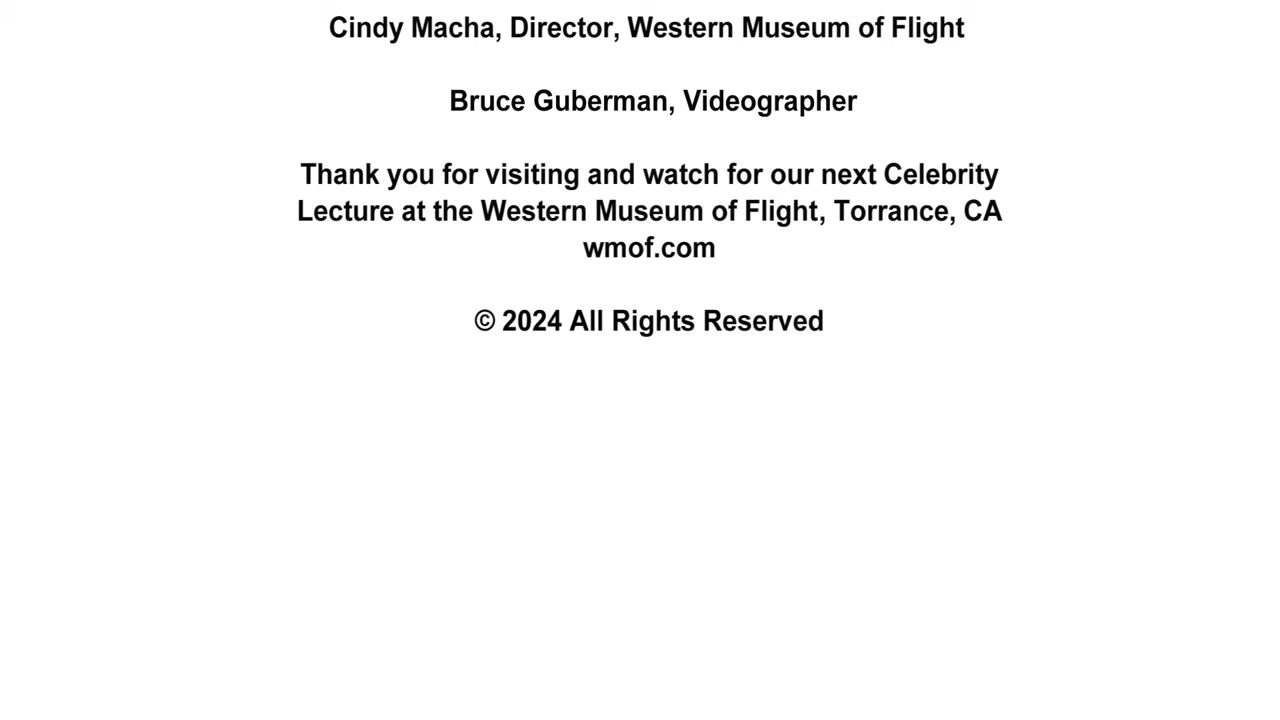 Cindy Macha, Director, Western Museum of Flight
Bruce Guberman, Videographer
Thank you for visiting and watch for our next Celebrity
Lecture at the Western Museum of Flight, Torrance, CA
wmof.com
© 2024 All Rights Reserved